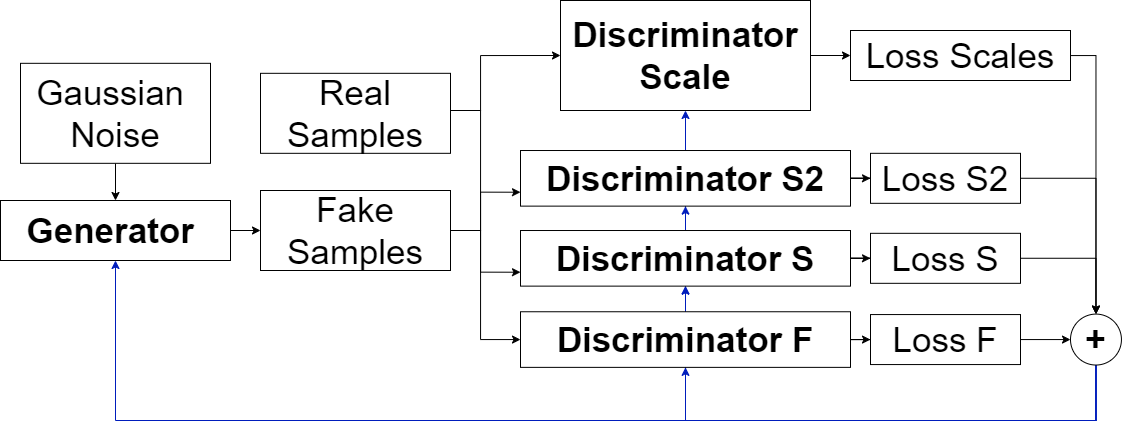 Gaussian
Noise
Generator
Real
Samples
Fake
Samples
Discriminator
Scale
Loss Scales
Discriminator S2
Loss S2
Discriminator S
Loss S
Discriminator F
Loss F
+